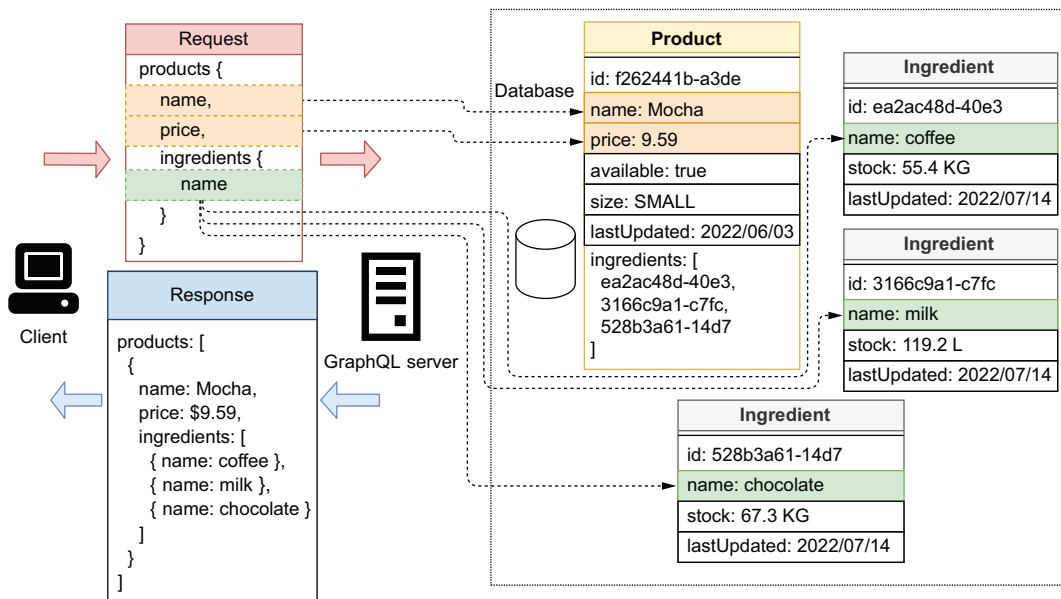 Request
products {
name,
price,
ingredients {
name
}
}
Client
Response
products: [
{
name: Mocha,
price: $9.59,
ingredients: [
{ name: coffee },
{ name: milk },
{ name: chocolate }
]
}
]
GraphQL server
Database
Product
id: f262441b-a3de
name: Mocha
price: 9.59
available: true
size: SMALL
lastUpdated: 2022/06/03
ingredients: [
ea2ac48d-40e3,
3166c9a1-c7fc,
528b3a61-14d7
]
Ingredient
id: ea2ac48d-40e3
name: coffee
stock: 55.4 KG
lastUpdated: 2022/07/14
Ingredient
id: 3166c9a1-c7fc
name: milk
stock: 119.2 L
lastUpdated: 2022/07/14
Ingredient
id: 528b3a61-14d7
name: chocolate
stock: 67.3 KG
lastUpdated: 2022/07/14